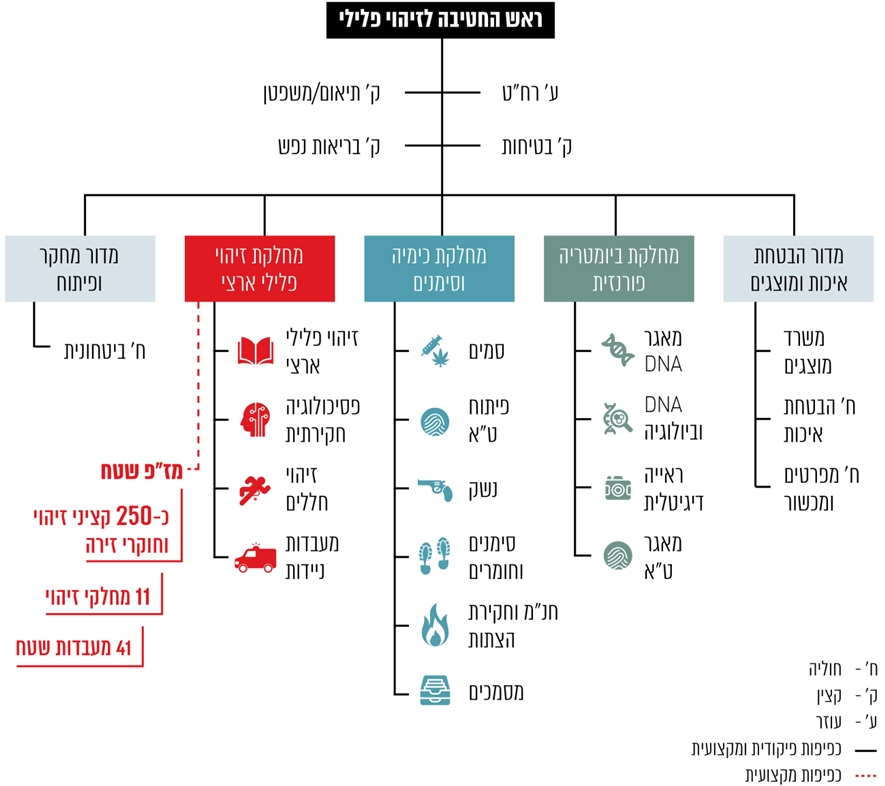 ראש החטיבה לזיהוי פלילי
ע' רח"ט
ק' תיאום/משפטן
ק' בטיחות
ק' בריאות נפש
מדור הבטחת
איכות ומוצגים
משרד
מוצגים
ח' הבטחת
איכות
ח' מפרטים
ומכשור
מחלקת ביומטריה
פורנזית
מאגר
DNA
DNA
וביולוגיה
ראייה
דיגיטלית
מאגר
ט"א
מחלקת כימיה
וסימנים
סמים
פיתוח
ט"א
נשק
סימנים
וחומרים
חנ"מ וחקירת
הצתות
מסמכים
מחלקת זיהוי
פלילי ארצי
זיהוי פלילי
ארצי
פסיכולוגיה
חקירתית
זיהוי
חללים
מעבדות
ניידות
מז"פ שטח
כ-250 קציני זיהוי
וחוקרי זירה
11 מחלקי זיהוי
41 מעבדות שטח
מדור מחקר
ופיתוח
ח' ביטחונית
ח' - חוליה
ק' - קצין
ע' - עוזר
כפיפות פיקודית ומקצועית
כפיפות מקצועית